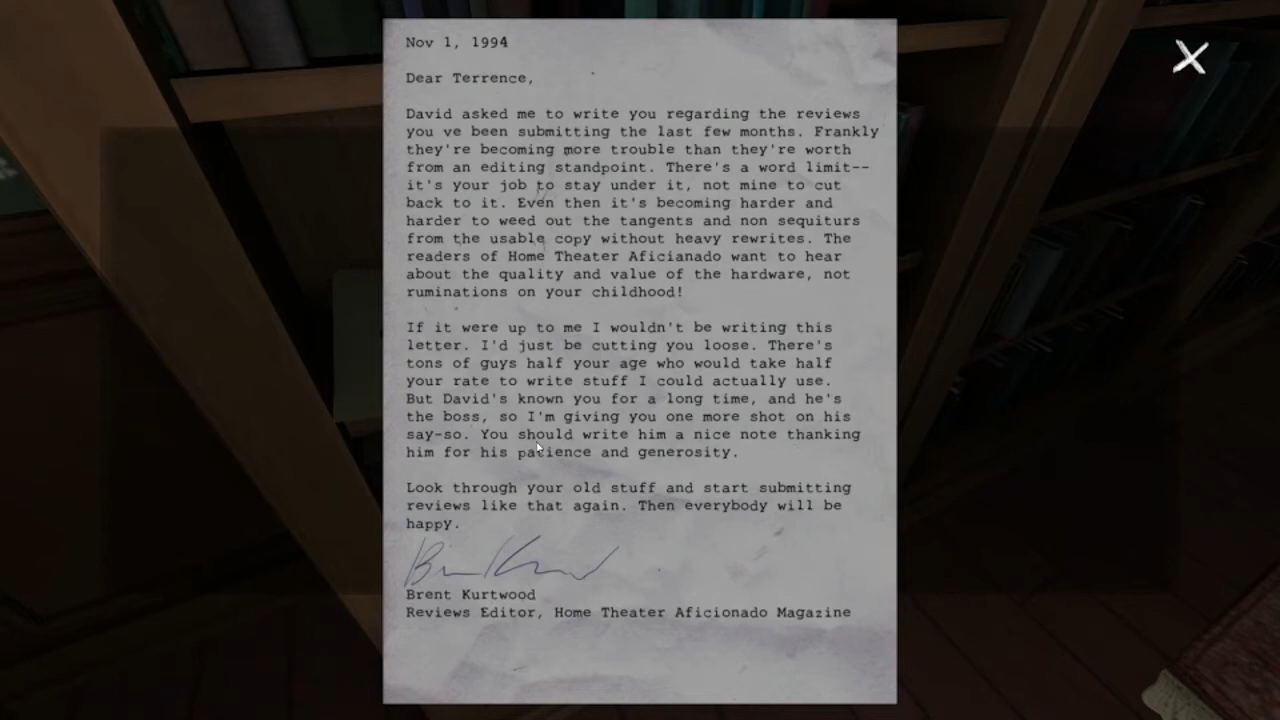 Nov 1, 1994
Dear Terrence,
David asked me to write you regarding the reviews
you ve been submitting the last few months. Frankly
they're becoming more trouble than they're worth
from an editing standpoint. There's a word limit--
it's your job to stay under it, not mine to cut
back to it. Even then it's becoming harder and
harder to weed out the tangents and non sequiturs
from the usable copy without heavy rewrites. The
readers of Home Theater Aficianado want to hear
about the quality and value of the hardware, not
ruminations on your childhood!
If it were up to me I wouldn't be writing this
letter. I'd just be cutting you loose. There's
tons of guys half your age who would take half
your rate to write stuff I could actually use.
But David's known you for a long time, and he's
the boss, so I'm giving you one more shot on his
say-so. You should write him a nice note thanking
him for his patience and generosity.
Look through your old stuff and start submitting
reviews like that again. Then everybody will be
happy.
Brent Kurtwood
Reviews Editor, Home Theater Aficionado Magazine